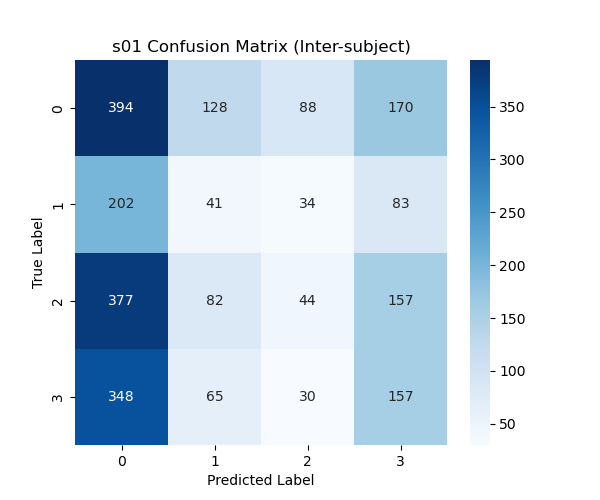 s01 Confusion Matrix (Inter-subject)
0 394 128 88 170
1 202 41 34 83
2 377 82 44 157
3 348 65 30 157
0 1 2 3
Predicted Label
True Label
350
300
250
200
150
100
50